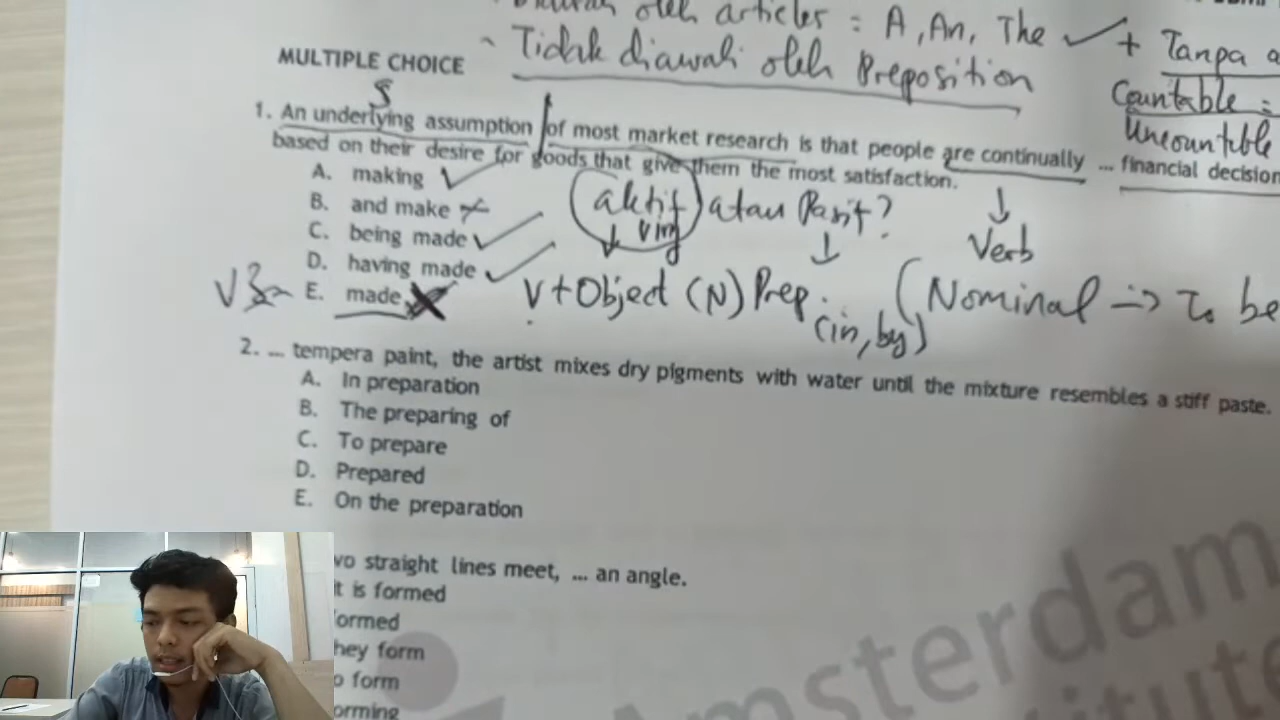 oleh articles = A, An, The ✓ + Tanpa
- Tidak diawali oleh Preposition
Countable =
Uncountable
MULTIPLE CHOICE
S
1. An underlying assumption of most market research is that people are continually ... financial decision
based on their desire for goods that give them the most satisfaction.
A. making
B. and make
C. being made
D. having made
E. made
V3
aktif atau Pasif?
Ving
Verb
V + Object (N) Prep.
(in, by)
(Nominal => To be
2. ... tempera paint, the artist mixes dry pigments with water until the mixture resembles a stiff paste.
A. In preparation
B. The preparing of
C. To prepare
D. Prepared
E. On the preparation
wo straight lines meet, ... an angle.
it is formed
formed
hey form
o form
orming
Amsterdam
stitute